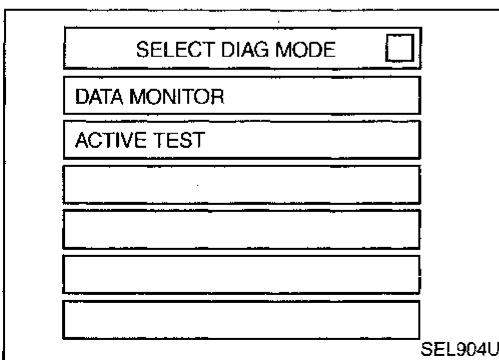 SELECT DIAG MODE
DATA MONITOR
ACTIVE TEST
SEL904U